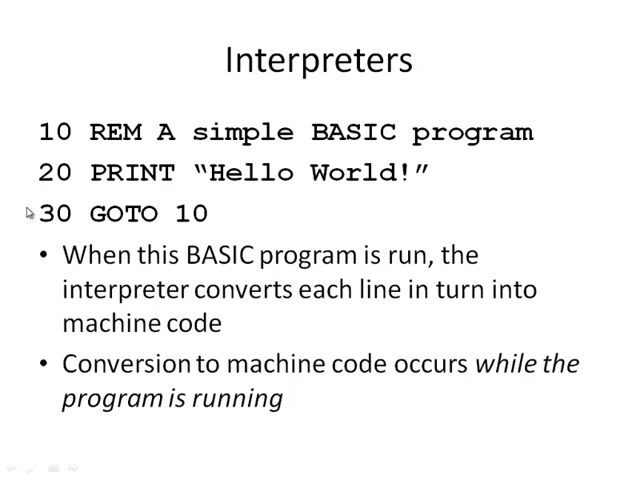 Interpreters
10 REM A simple BASIC program
20 PRINT “Hello World!”
30 GOTO 10
• When this BASIC program is run, the
interpreter converts each line in turn into
machine code
• Conversion to machine code occurs while the
program is running